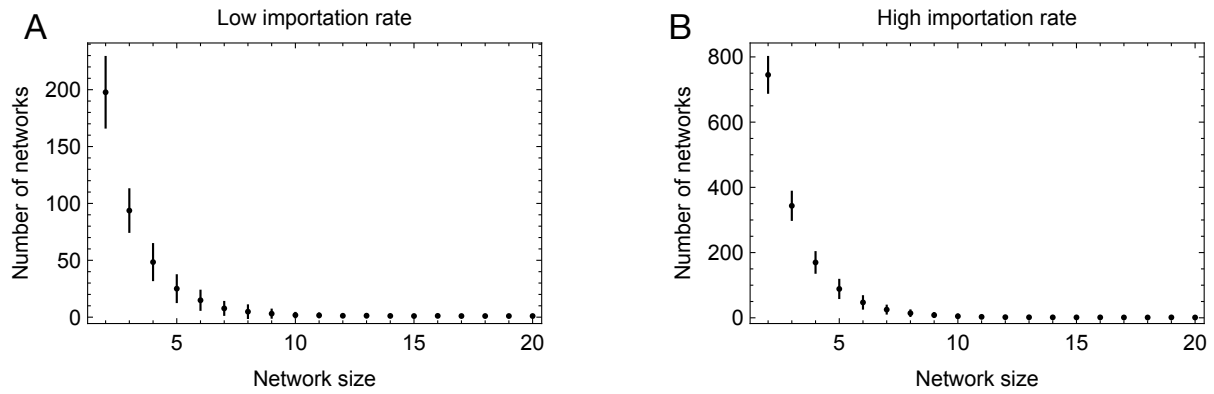 A
Low importation rate
Number of networks
200
150
100
50
0
5
10
15
20
Network size
B
High importation rate
Number of networks
800
600
400
200
0
5
10
15
20
Network size